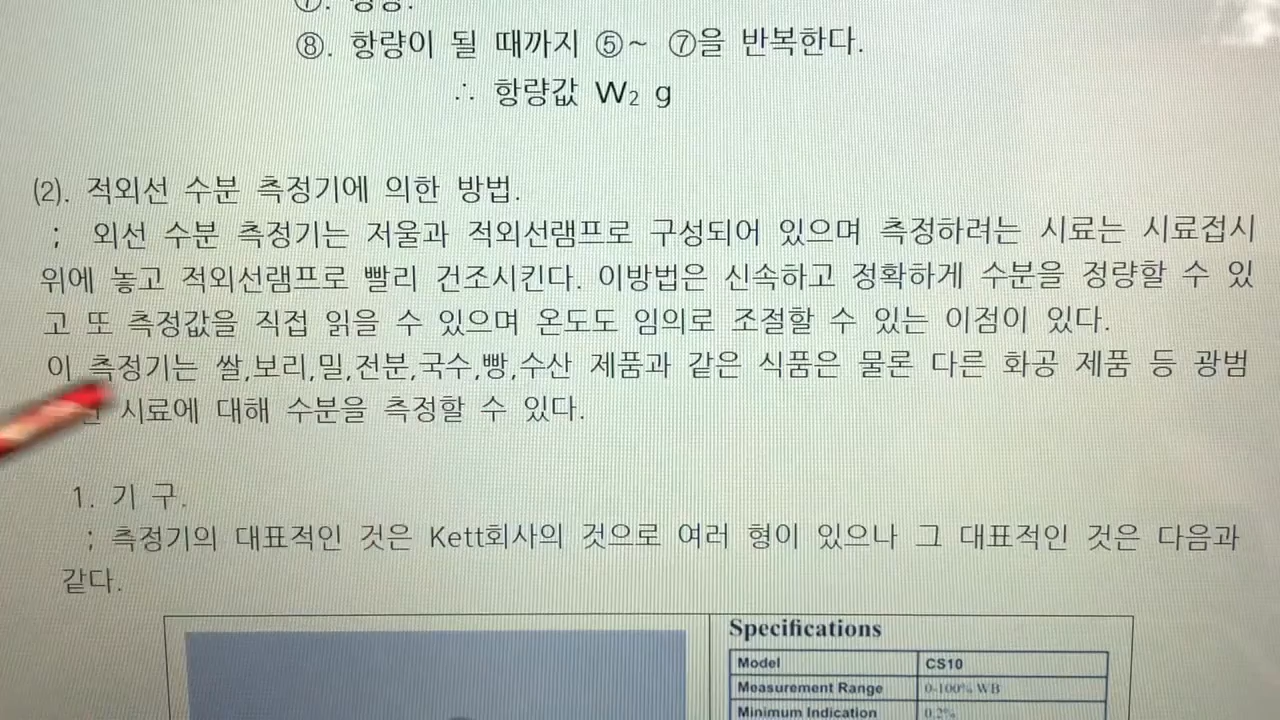 ⑧. 항량이 될 때까지 ⑤~ ⑦을 반복한다.
∴ 항량값 W₂ g
(2). 적외선 수분 측정기에 의한 방법.
; 외선 수분 측정기는 저울과 적외선램프로 구성되어 있으며 측정하려는 시료는 시료접시
위에 놓고 적외선램프로 빨리 건조시킨다. 이방법은 신속하고 정확하게 수분을 정량할 수 있
고 또 측정값을 직접 읽을 수 있으며 온도도 임의로 조절할 수 있는 이점이 있다.
이 측정기는 쌀,보리,밀,전분,국수,빵,수산 제품과 같은 식품은 물론 다른 화공 제품 등 광범
시료에 대해 수분을 측정할 수 있다.
1. 기 구.
; 측정기의 대표적인 것은 Kett회사의 것으로 여러 형이 있으나 그 대표적인 것은 다음과
같다.
Specifications
Model CS10
Measurement Range 0-100% WB
Minimum Indication 0.2%